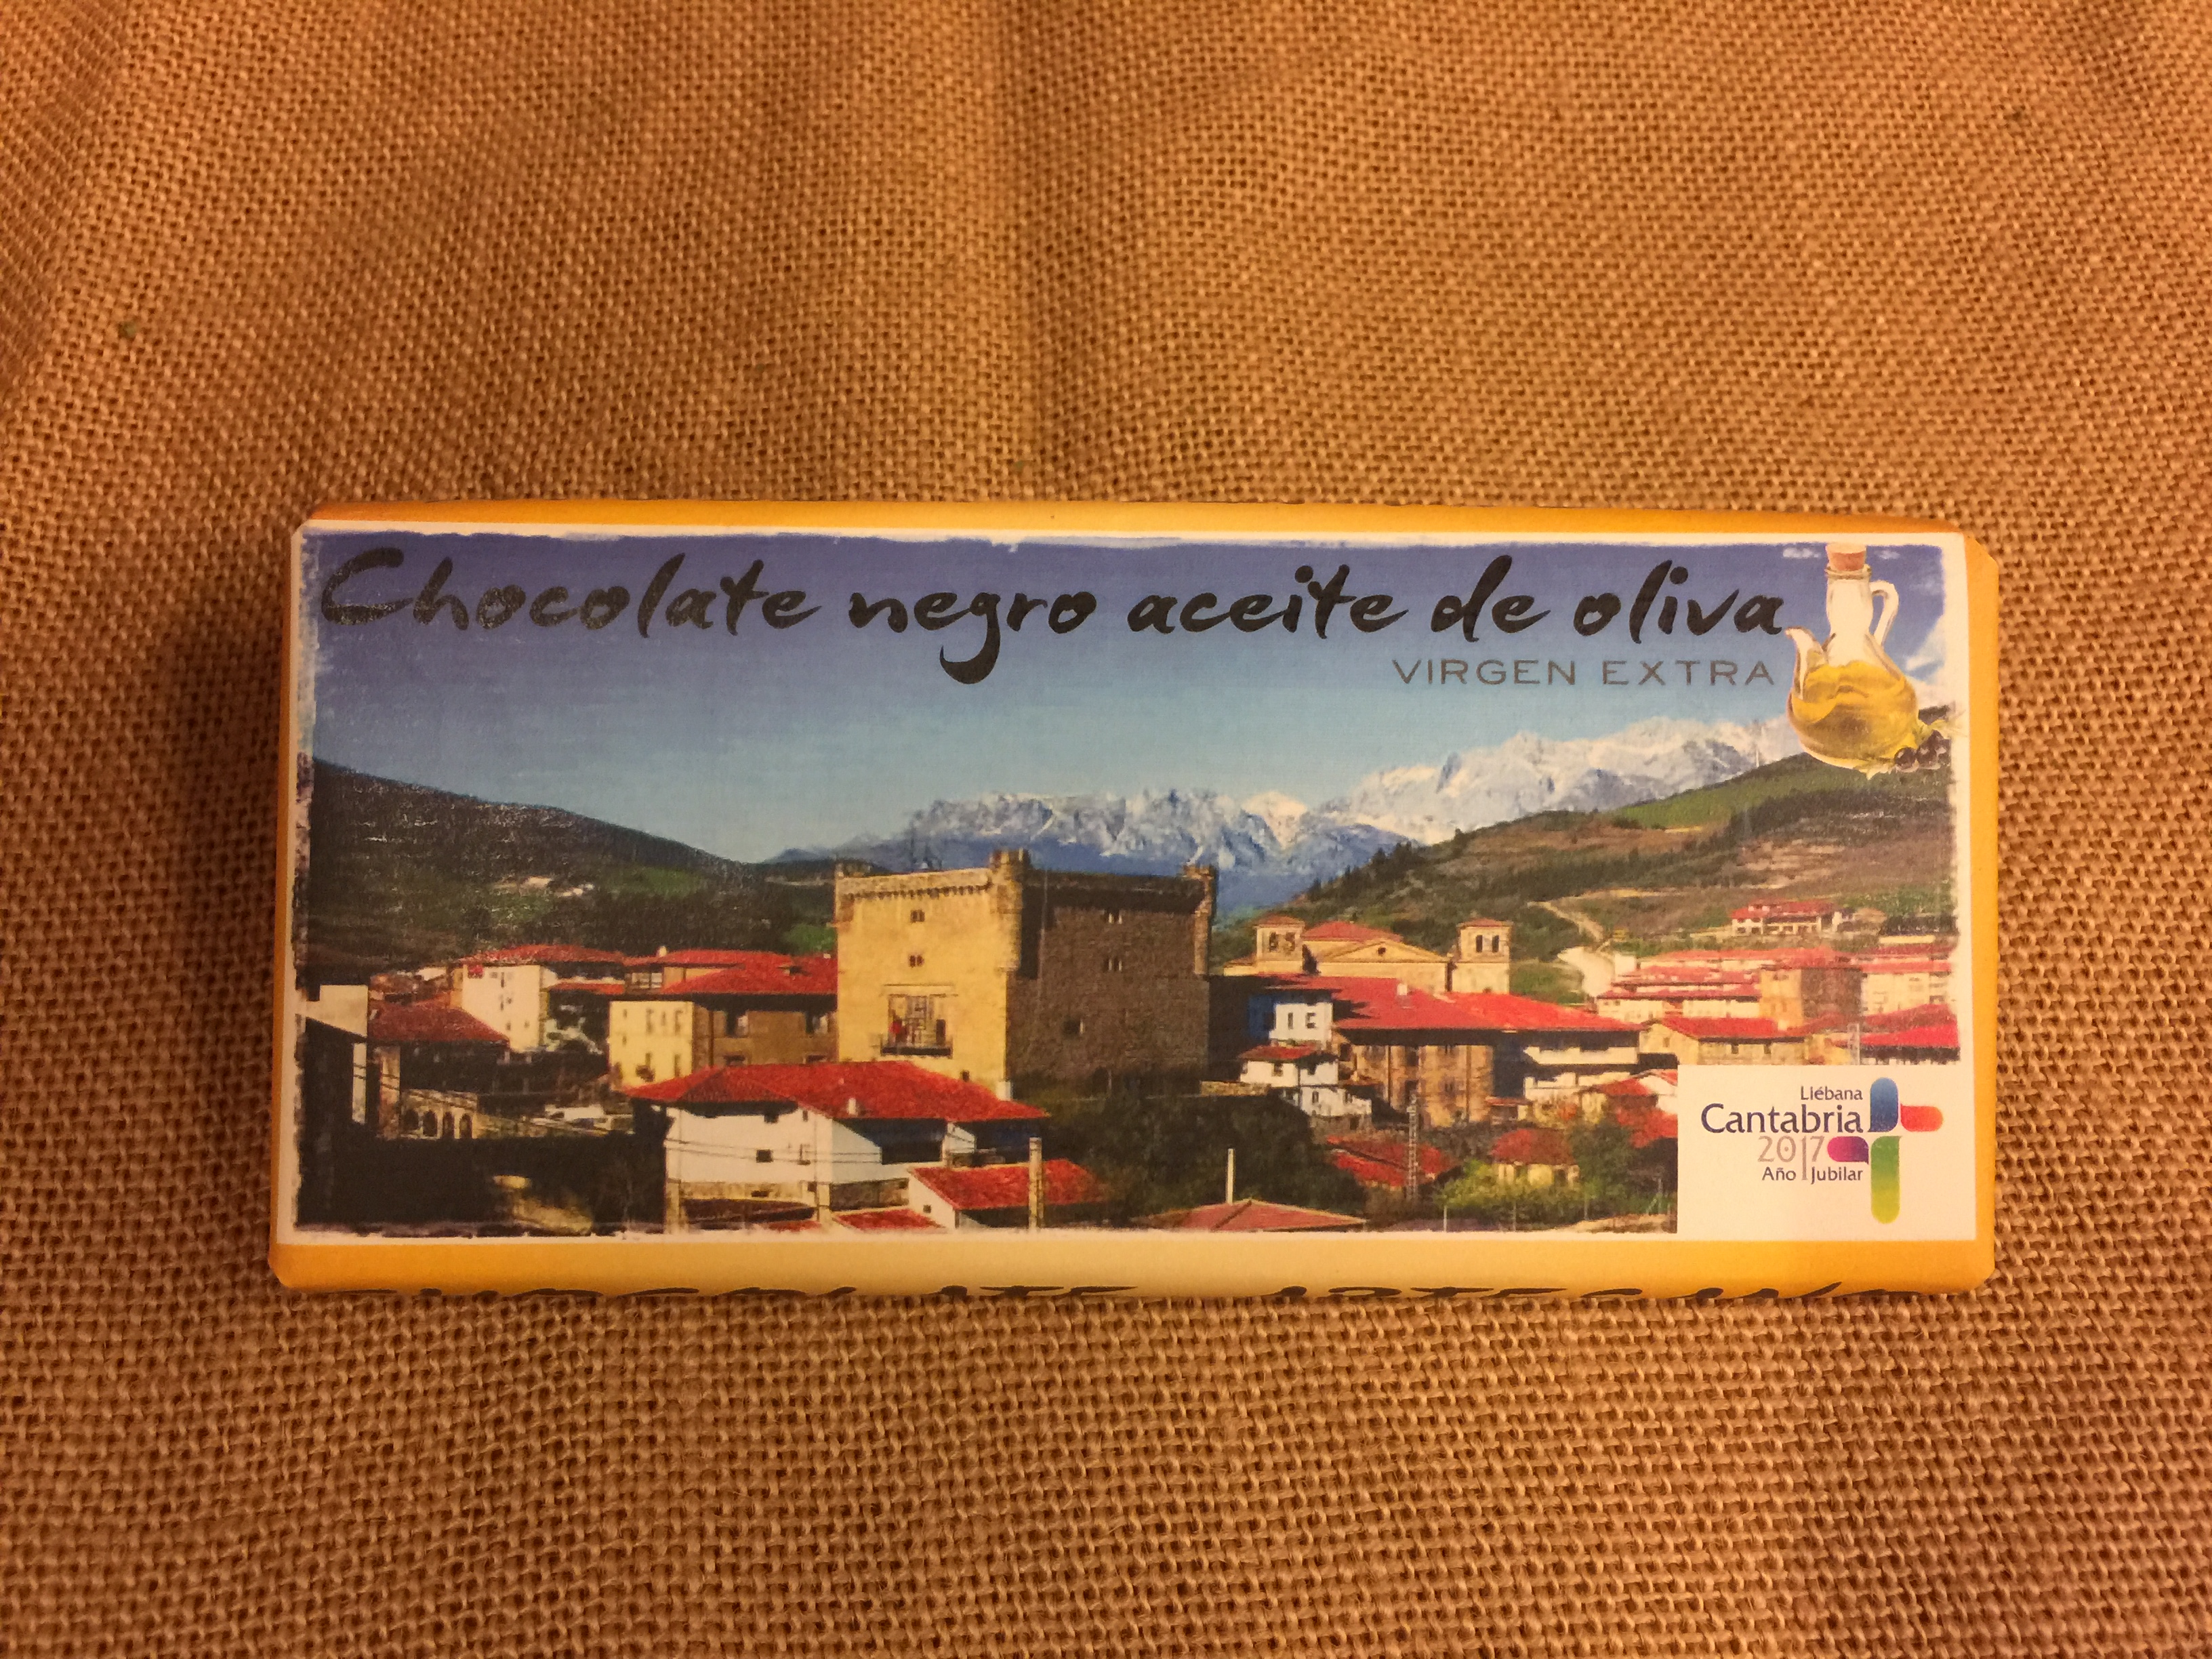 Chocolate negro aceite de oliva
VIRGEN EXTRA
Liébana
Cantabria
2017
Año Jubilar